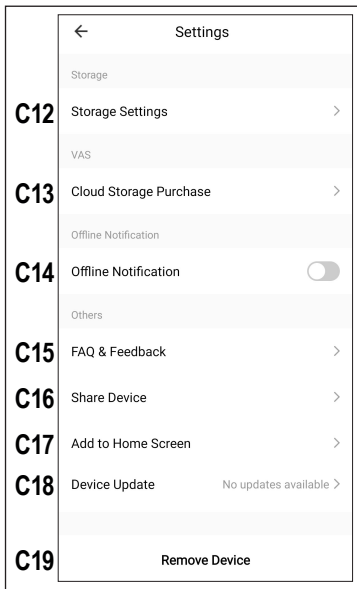 ← Settings
Storage
C12 Storage Settings >
VAS
C13 Cloud Storage Purchase >
Offline Notification
C14 Offline Notification
Others
C15 FAQ & Feedback >
C16 Share Device >
C17 Add to Home Screen >
C18 Device Update No updates available >
C19 Remove Device